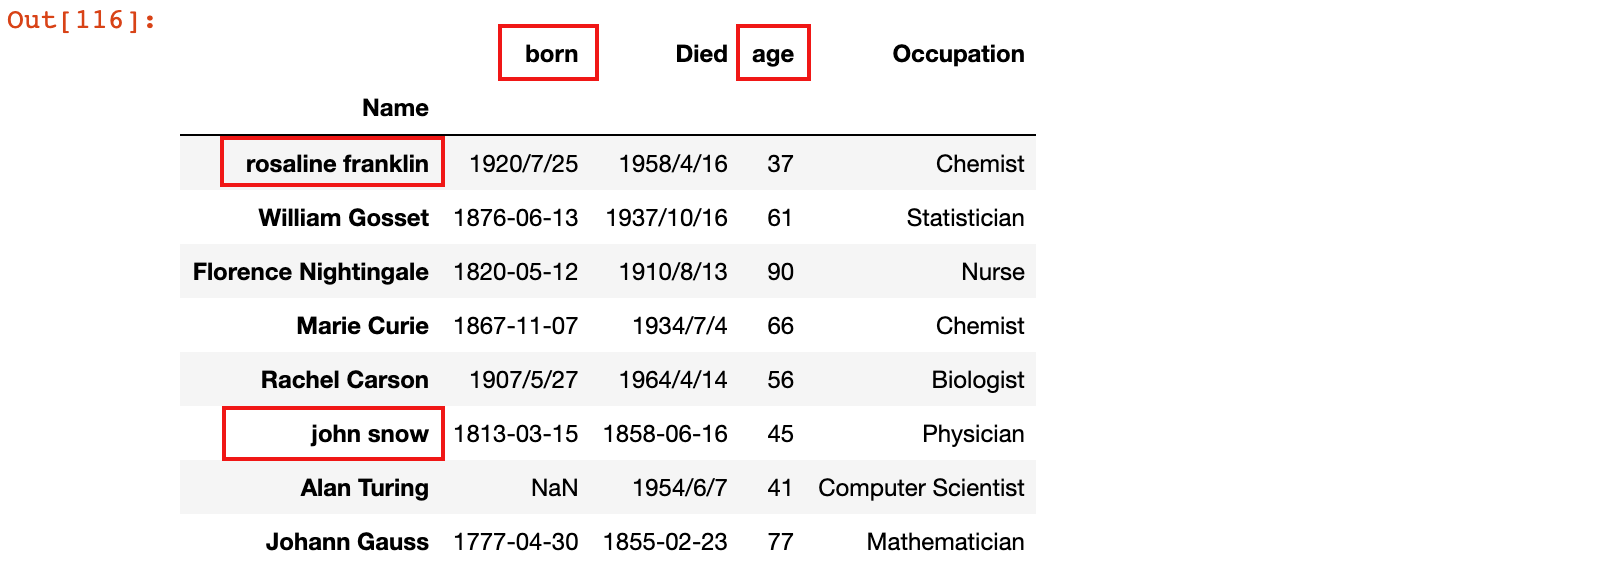 Out[116]:
born Died age Occupation
Name
rosaline franklin 1920/7/25 1958/4/16 37 Chemist
William Gosset 1876-06-13 1937/10/16 61 Statistician
Florence Nightingale 1820-05-12 1910/8/13 90 Nurse
Marie Curie 1867-11-07 1934/7/4 66 Chemist
Rachel Carson 1907/5/27 1964/4/14 56 Biologist
john snow 1813-03-15 1858-06-16 45 Physician
Alan Turing NaN 1954/6/7 41 Computer Scientist
Johann Gauss 1777-04-30 1855-02-23 77 Mathematician